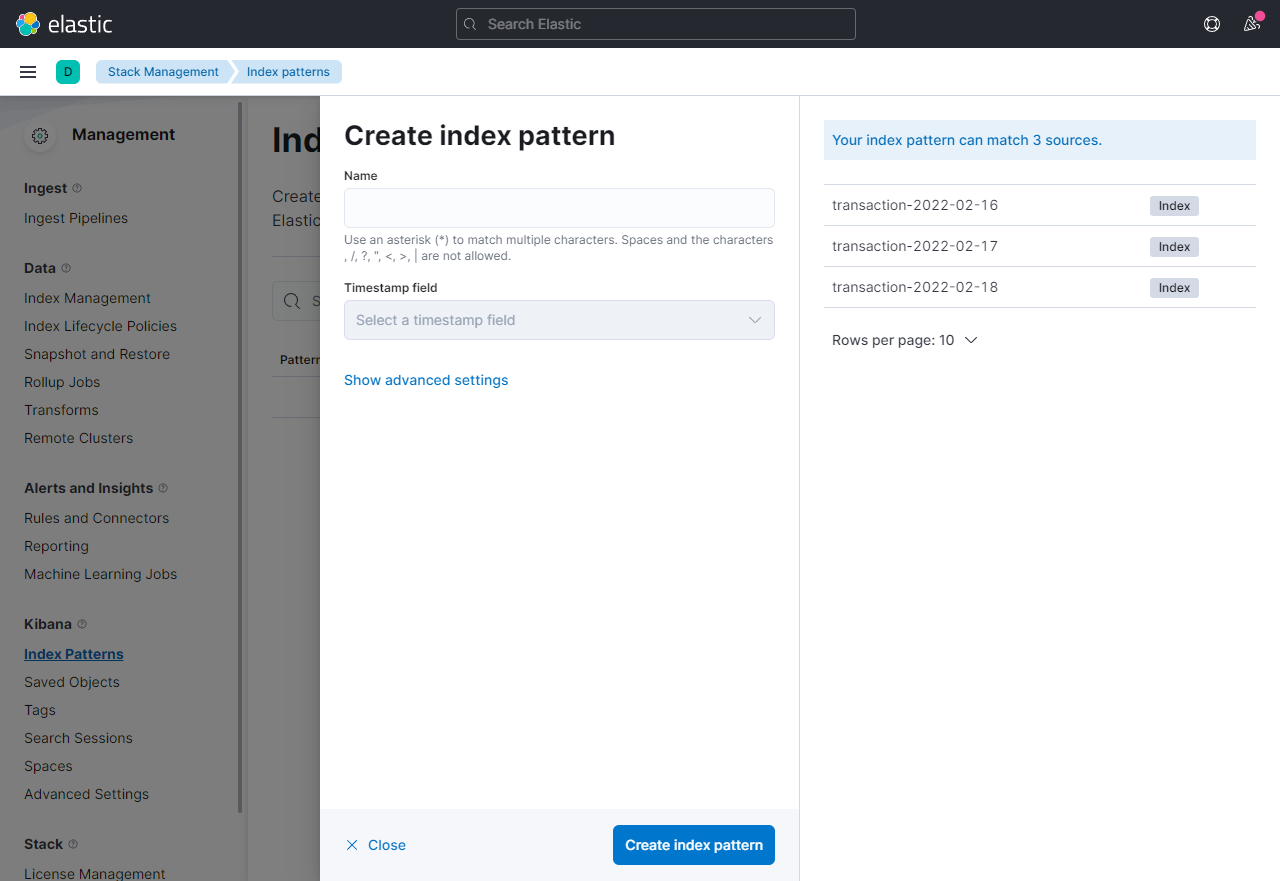 elastic
Search Elastic
D
Stack Management
Index patterns
Management
Ingest
Ingest Pipelines
Data
Index Management
Index Lifecycle Policies
Snapshot and Restore
Rollup Jobs
Transforms
Remote Clusters
Alerts and Insights
Rules and Connectors
Reporting
Machine Learning Jobs
Kibana
Index Patterns
Saved Objects
Tags
Search Sessions
Spaces
Advanced Settings
Stack
License Management
Ind
Create
Elastic
S
Pattern
Create index pattern
Name
Use an asterisk (*) to match multiple characters. Spaces and the characters
, /, ?, ", <, >, | are not allowed.
Timestamp field
Select a timestamp field
Show advanced settings
Close
Create index pattern
Your index pattern can match 3 sources.
transaction-2022-02-16 Index
transaction-2022-02-17 Index
transaction-2022-02-18 Index
Rows per page: 10